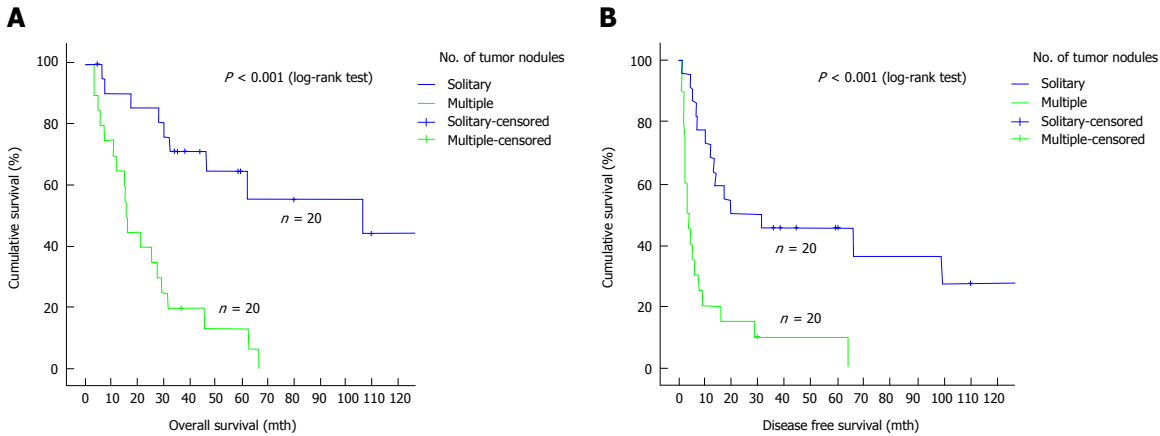 A
No. of tumor nodules
P < 0.001 (log-rank test)
Solitary
Multiple
Solitary-censored
Multiple-censored
Cumulative survival (%)
100
80
60
40
20
0
n = 20
n = 20
0 10 20 30 40 50 60 70 80 90 100 110 120
Overall survival (mth)
B
No. of tumor nodules
P < 0.001 (log-rank test)
Solitary
Multiple
Solitary-censored
Multiple-censored
Cumulative survival (%)
100
80
60
40
20
0
n = 20
n = 20
0 10 20 30 40 50 60 70 80 90 100 110 120
Disease free survival (mth)